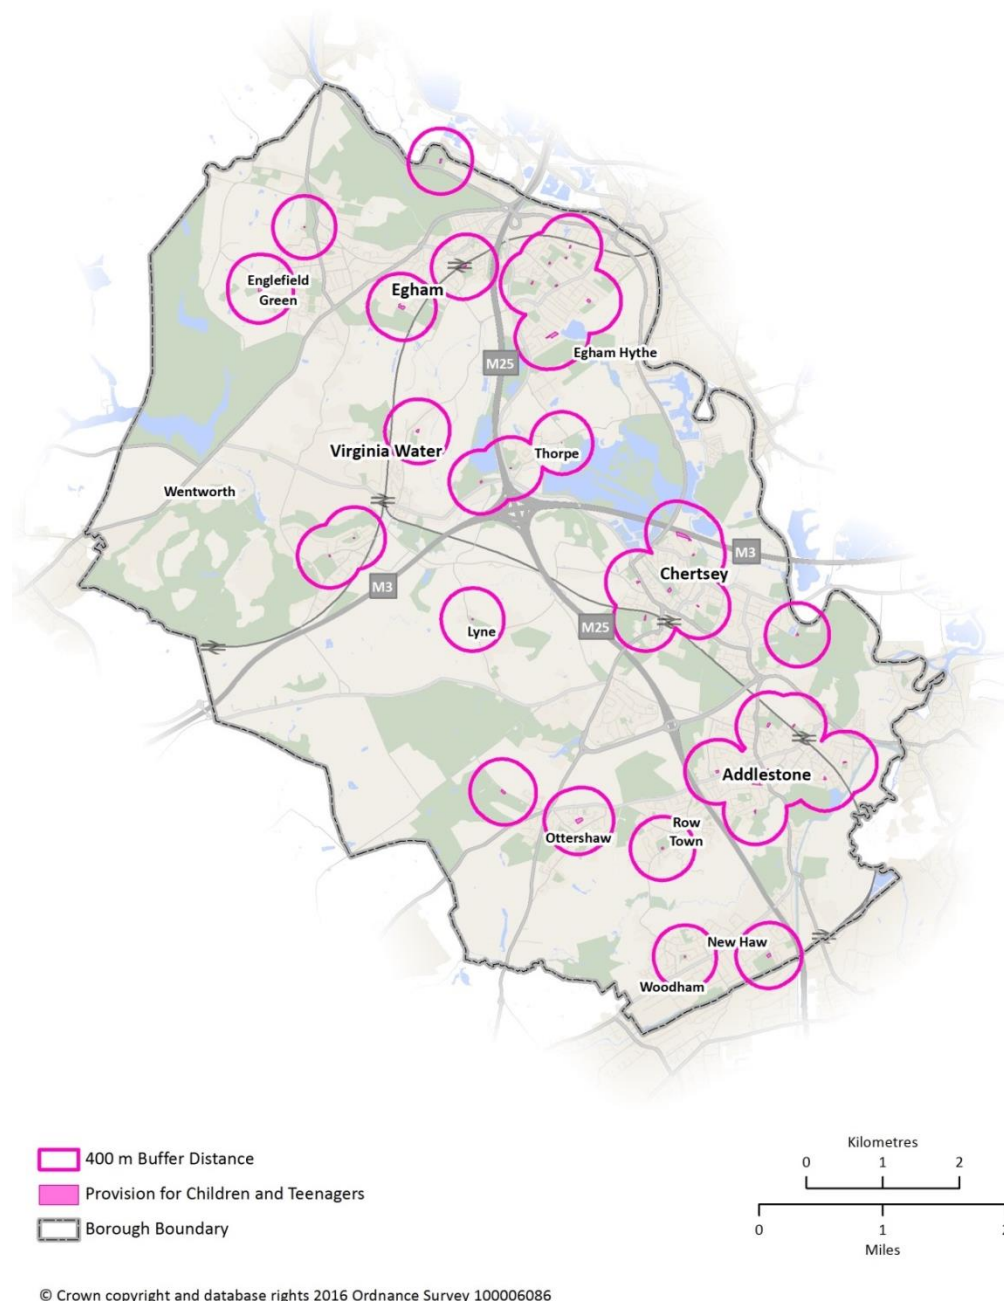 Englefield
Green
Egham
M25
Egham Hythe
Virginia Water
Thorpe
Wentworth
M3
Chertsey
M3
M25
Lyne
Addlestone
Row
Town
Ottershaw
New Haw
Woodham
400 m Buffer Distance
Provision for Children and Teenagers
Borough Boundary
Kilometres
0 1 2
0 1 2
Miles
© Crown copyright and database rights 2016 Ordnance Survey 100006086